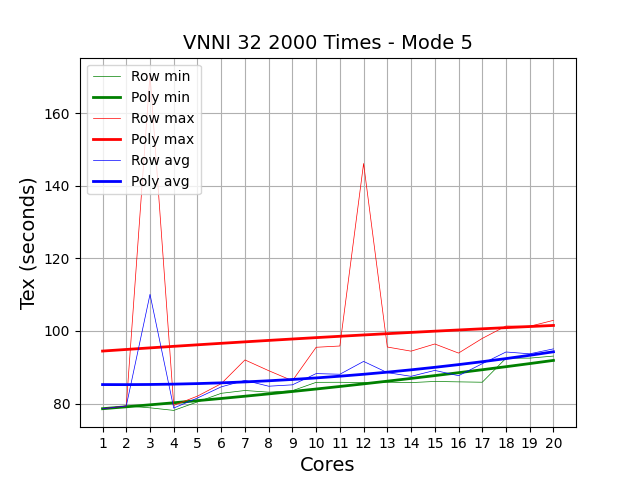 VNNI 32 2000 Times - Mode 5
Row min
Poly min
Row max
Poly max
Row avg
Poly avg
Tex (seconds)
160
140
120
100
80
1 2 3 4 5 6 7 8 9 10 11 12 13 14 15 16 17 18 19 20
Cores